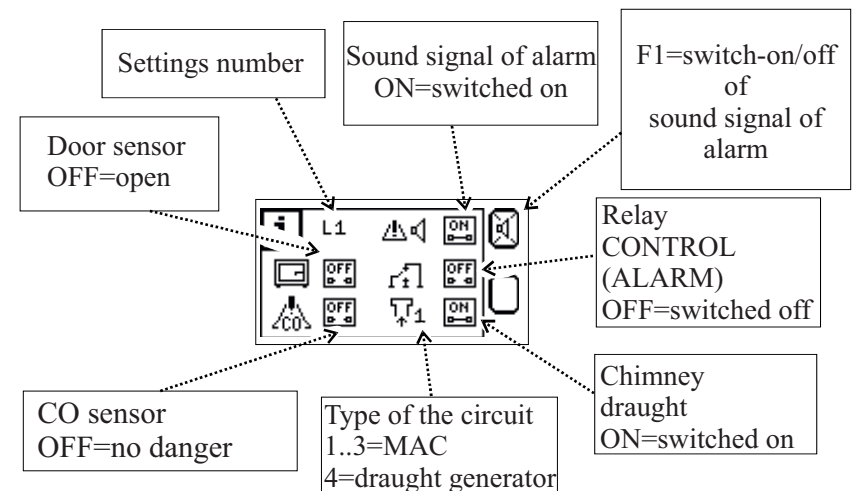 Settings number
Sound signal of alarm
ON=switched on
F1=switch-on/off
of
sound signal of
alarm
Door sensor
OFF=open
L1
ON
OFF
OFF
CO
OFF
1
ON
Relay
CONTROL
(ALARM)
OFF=switched off
CO sensor
OFF=no danger
Type of the circuit
1..3=MAC
4=draught generator
Chimney
draught
ON=switched on